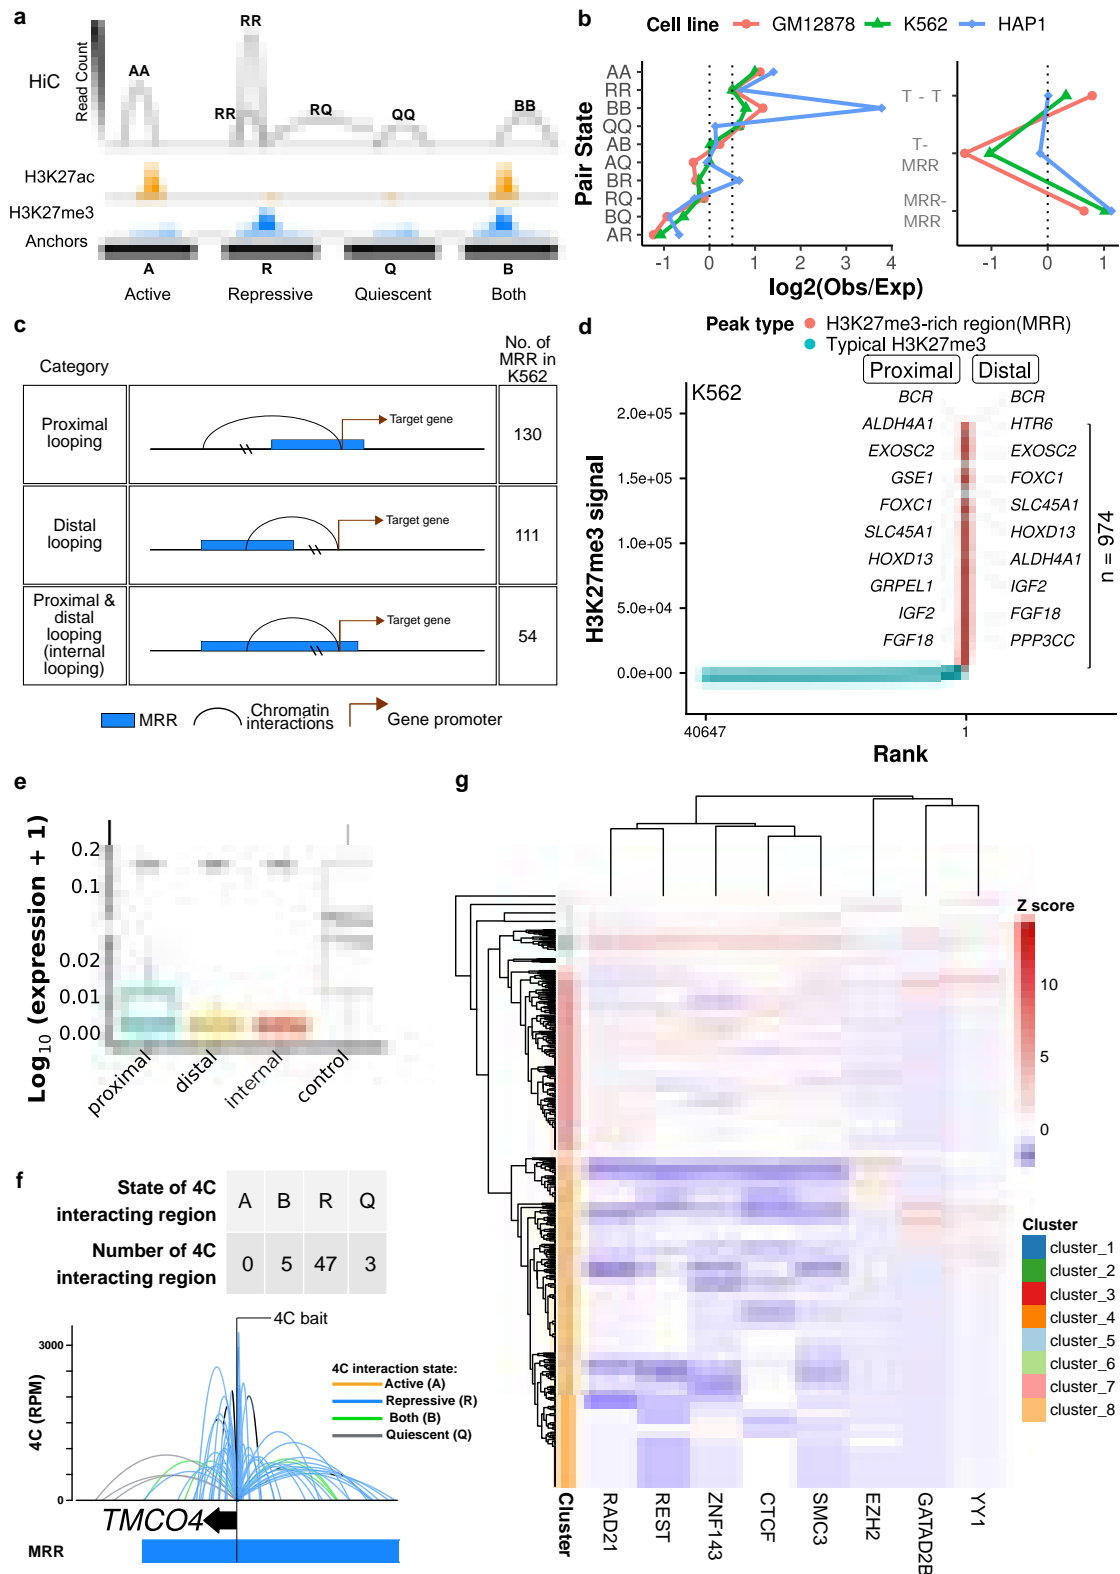 a
HiC
Read Count
AA
RR
RR
RQ
QQ
BB
H3K27ac
H3K27me3
Anchors
A
R
Q
B
Active
Repressive
Quiescent
Both
b
Cell line
GM12878
K562
HAP1
Pair State
AA
RR
BB
QQ
AB
AQ
BR
RQ
BQ
AR
-1
0
1
2
3
4
T - T
T-
MRR
MRR-
MRR
-1
0
1
log2(Obs/Exp)
c
Category
No. of
MRR in
K562
Proximal
looping
Target gene
130
Distal
looping
Target gene
111
Proximal &
distal
looping
(internal
looping)
Target gene
54
MRR
Chromatin
interactions
Gene promoter
d
Peak type
H3K27me3-rich region(MRR)
Typical H3K27me3
K562
Proximal
Distal
BCR
BCR
ALDH4A1
HTR6
EXOSC2
EXOSC2
GSE1
FOXC1
FOXC1
SLC45A1
SLC45A1
HOXD13
HOXD13
ALDH4A1
GRPEL1
IGF2
IGF2
FGF18
FGF18
PPP3CC
n = 974
H3K27me3 signal
2.0e+05
1.5e+05
1.0e+05
5.0e+04
0.0e+00
40647
1
Rank
e
Log10 (expression + 1)
0.2
0.1
0.02
0.01
0.00
proximal
distal
internal
control
f
State of 4C
interacting region
A
B
R
Q
Number of 4C
interacting region
0
5
47
3
4C bait
4C (RPM)
3000
0
4C interaction state:
Active (A)
Repressive (R)
Both (B)
Quiescent (Q)
TMCO4
MRR
g
Z score
10
5
0
Cluster
cluster_1
cluster_2
cluster_3
cluster_4
cluster_5
cluster_6
cluster_7
cluster_8
Cluster
RAD21
REST
ZNF143
CTCF
SMC3
EZH2
GATAD2B
YY1